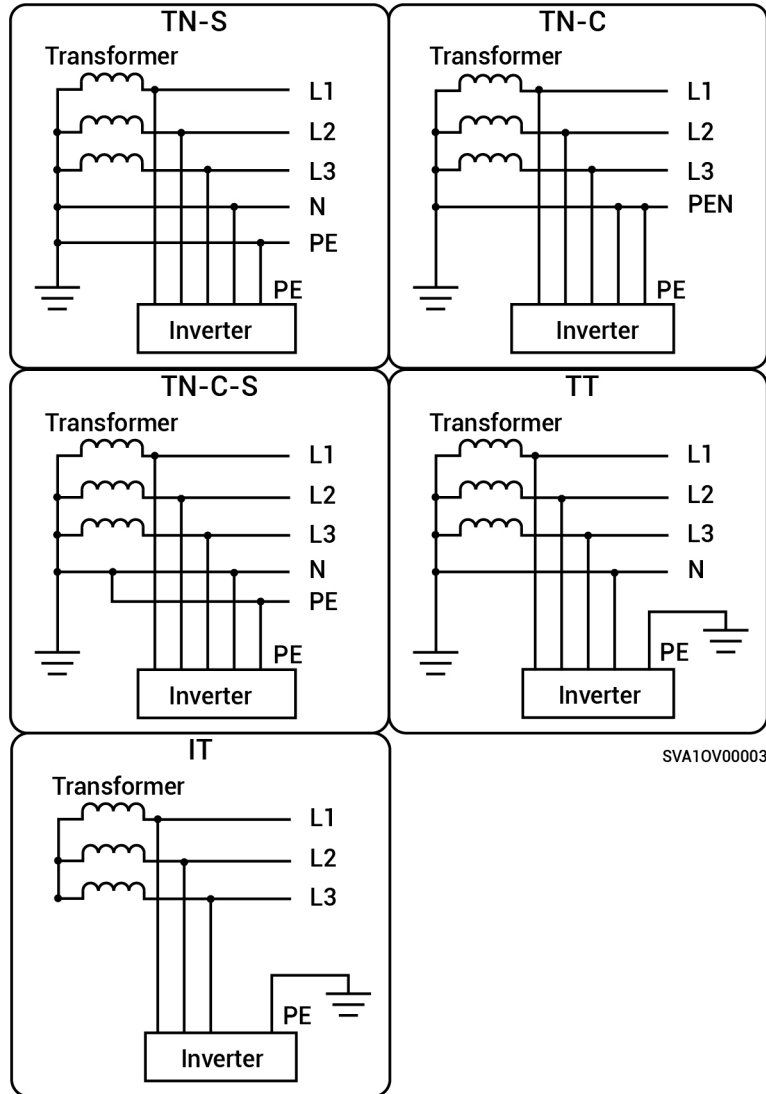 TN-S
Transformer
L1
L2
L3
N
PE
PE
Inverter
TN-C
Transformer
L1
L2
L3
PEN
PE
Inverter
TN-C-S
Transformer
L1
L2
L3
N
PE
PE
Inverter
TT
Transformer
L1
L2
L3
N
PE
Inverter
SVA10V00003
IT
Transformer
L1
L2
L3
PE
Inverter